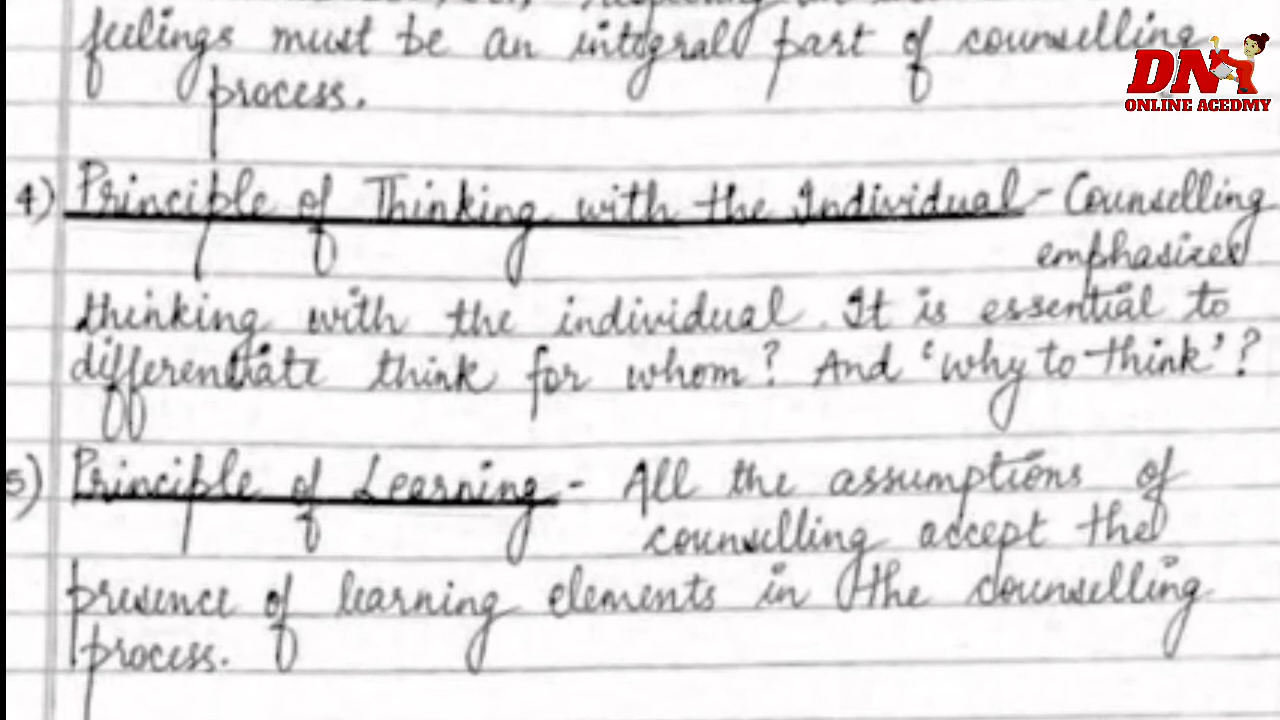 feelings must be an integral part of counselling
process.
DN
ONLINE ACEDMY
4) Principle of Thinking with the Individual - Counselling
emphasizes
thinking with the individual. It is essential to
differentiate think for whom? And 'why to think'?
5) Principle of Learning - All the assumptions of
counselling accept the
presence of learning elements in the counselling
process.